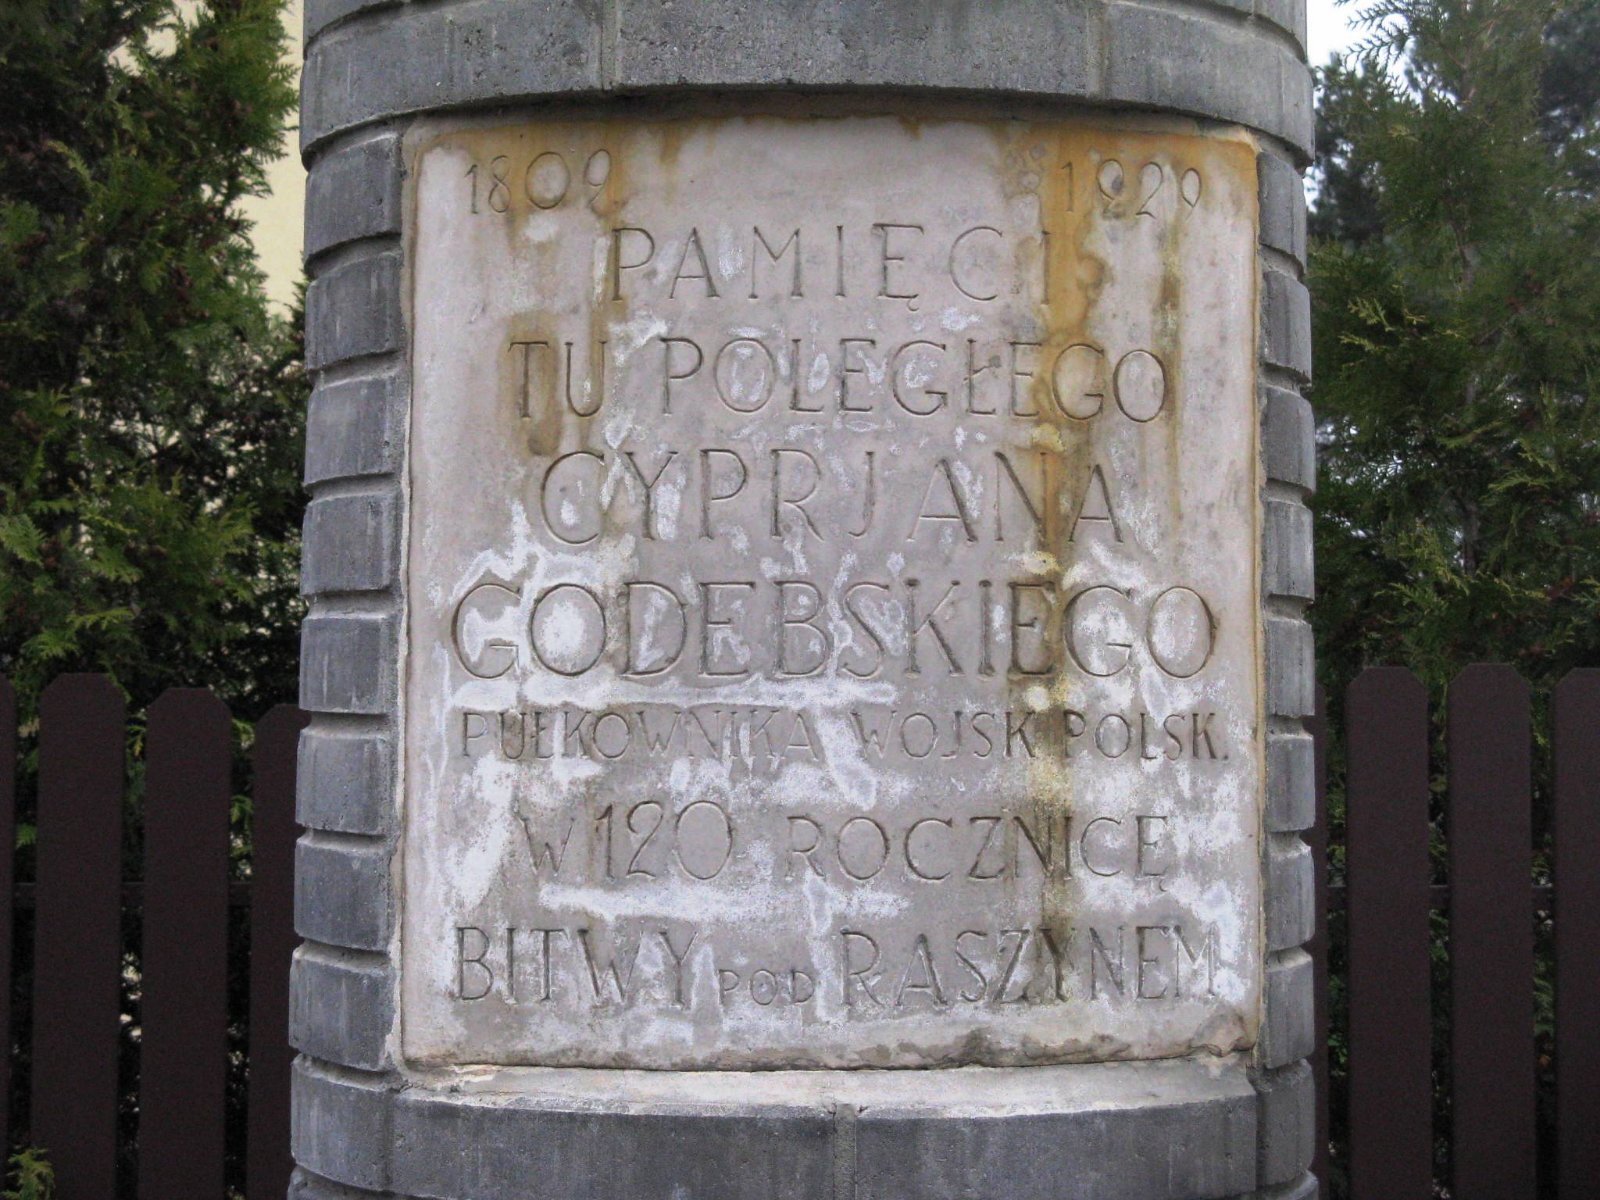 1809 1929
PAMIĘCI
TU POLEGŁEGO
CYPRJANA
GODEBSKIEGO
PUŁKOWNIKA WOJSK POLSK.
W 120 ROCZNICĘ
BITWY POD RASZYNEM